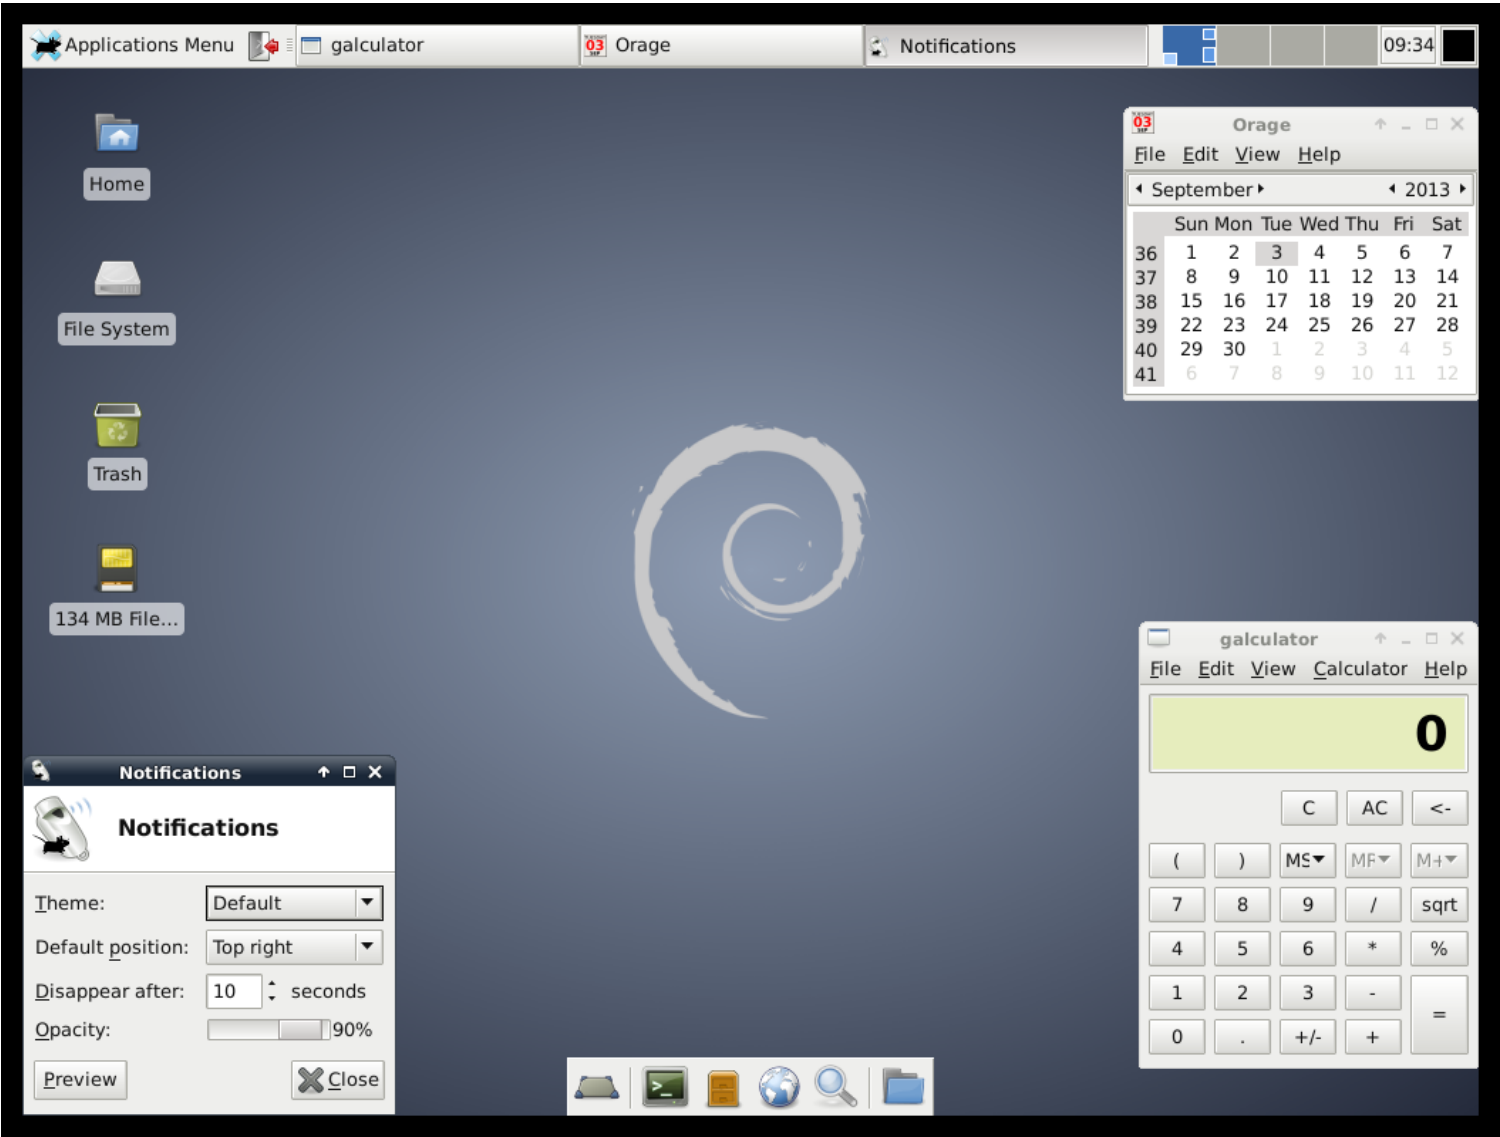 Applications Menu galculator 03 Orage Notifications 09:34
Home
File System
Trash
134 MB File...
03 Orage
File Edit View Help
September 2013
Sun Mon Tue Wed Thu Fri Sat
36 1 2 3 4 5 6 7
37 8 9 10 11 12 13 14
38 15 16 17 18 19 20 21
39 22 23 24 25 26 27 28
40 29 30 1 2 3 4 5
41 6 7 8 9 10 11 12
galculator
File Edit View Calculator Help
0
C AC <-
( ) MS M+
7 8 9 / sqrt
4 5 6 * %
1 2 3 - =
0 . +/- +
Notifications
Notifications
Theme: Default
Default position: Top right
Disappear after: 10 seconds
Opacity: 90%
Preview Close
>_